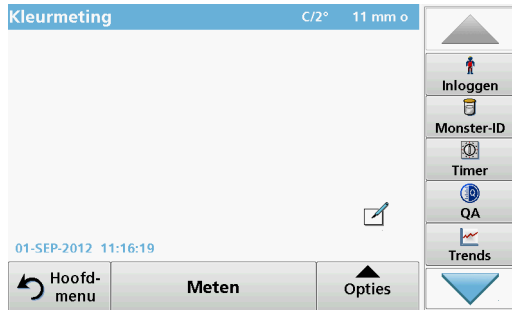 Kleurmeting C/2° 11 mm o
Inloggen
Monster-ID
Timer
QA
Trends
01-SEP-2012 11:16:19
Hoofd-
menu
Meten
Opties